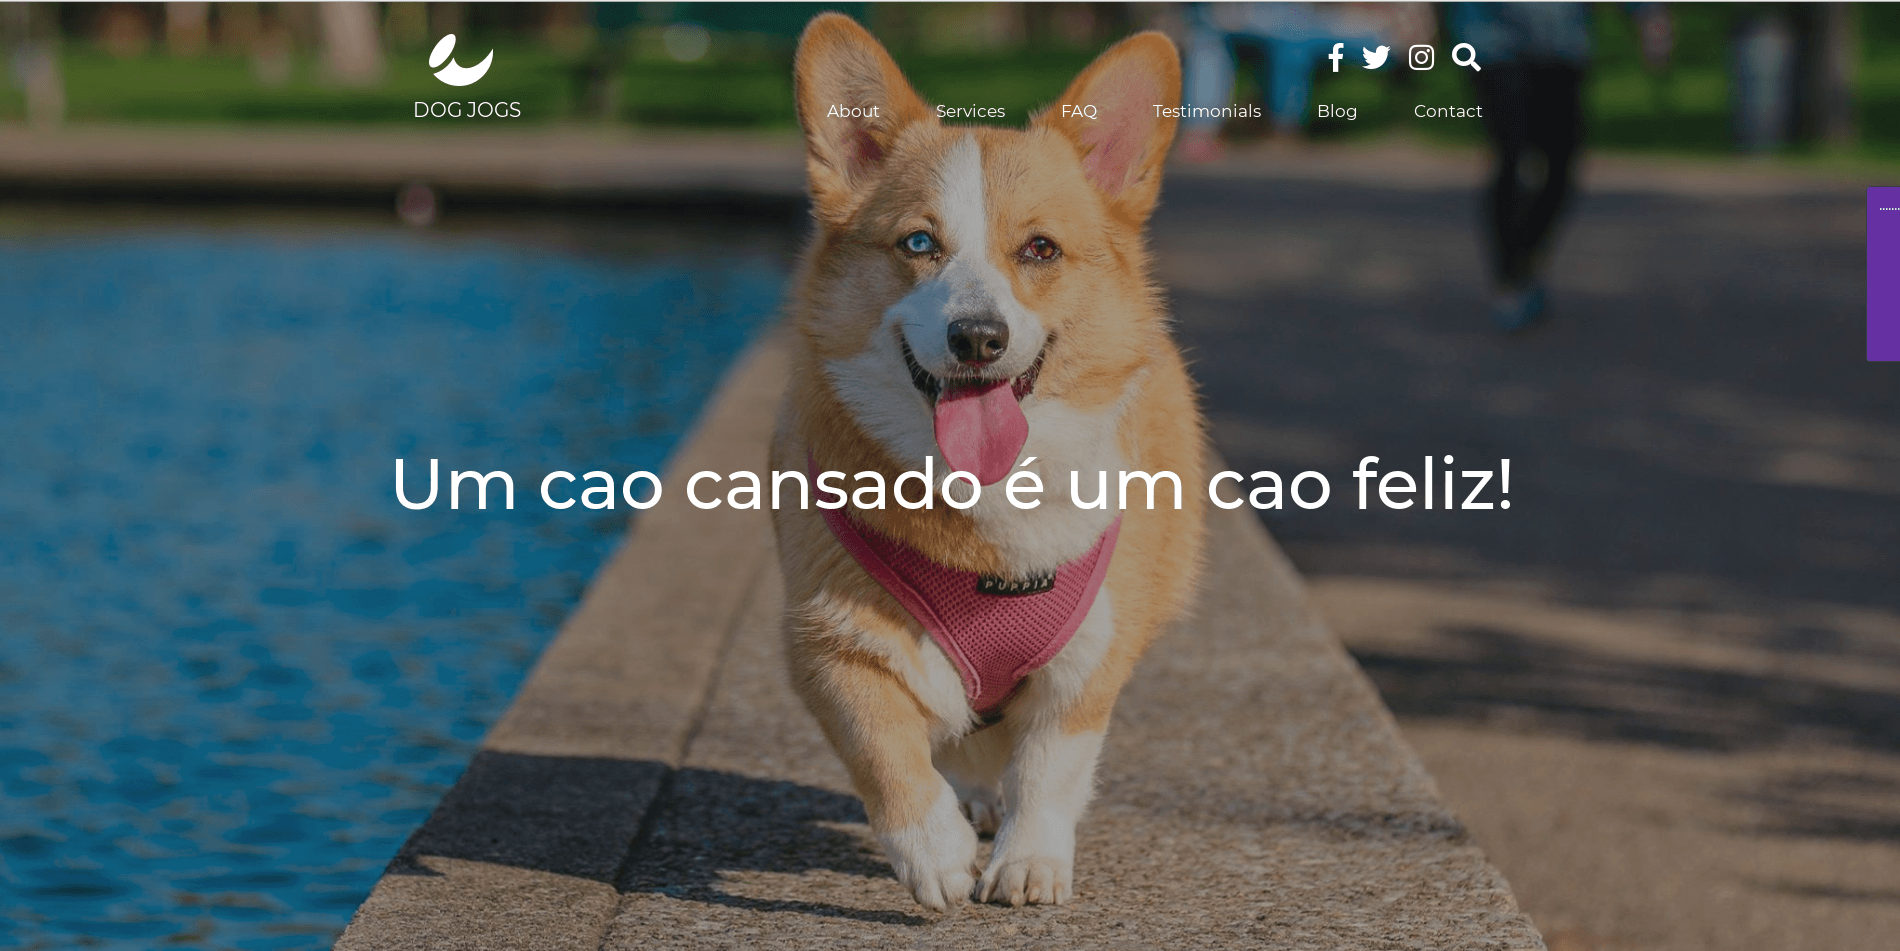 DOG JOGS
About Services FAQ Testimonials Blog Contact
Um cao cansado é um cao feliz!
PUPPIA